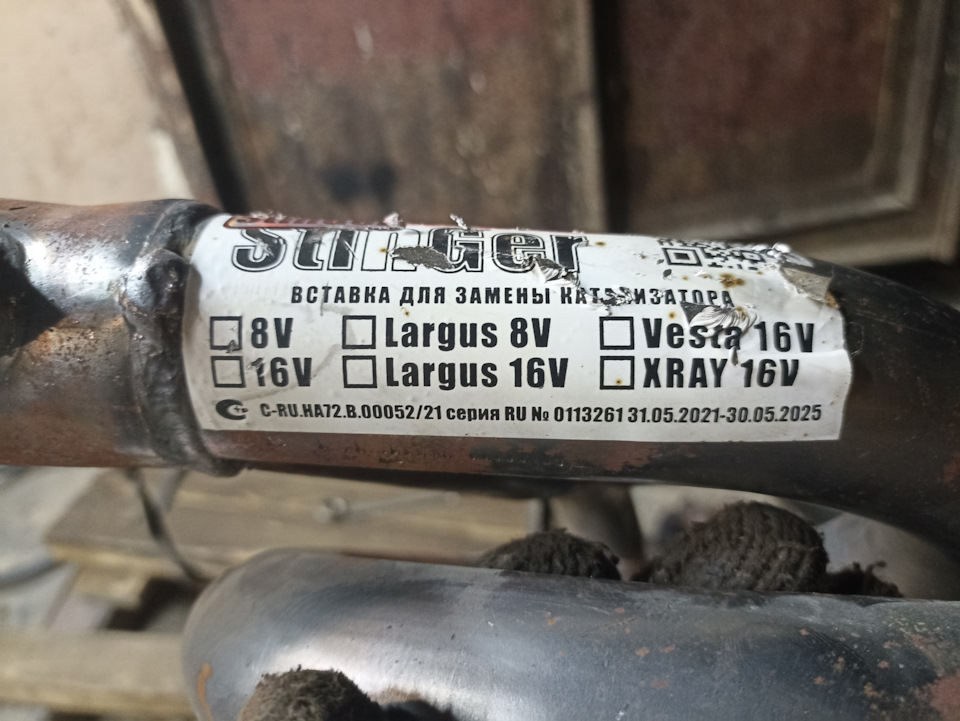 Stinger
ВСТАВКА ДЛЯ ЗАМЕНЫ КАТАЛИЗАТОРА
8V Largus 8V Vesta 16V
16V Largus 16V XRAY 16V
C-RU.HA72.B.00052/21 серия RU № 0113261 31.05.2021-30.05.2025